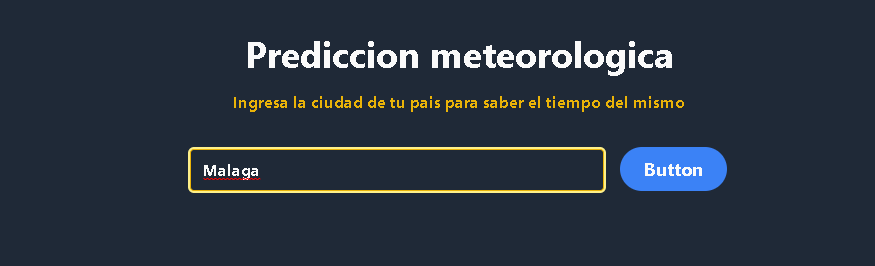 Prediccion meteorologica
Ingresa la ciudad de tu pais para saber el tiempo del mismo
Malaga
Button